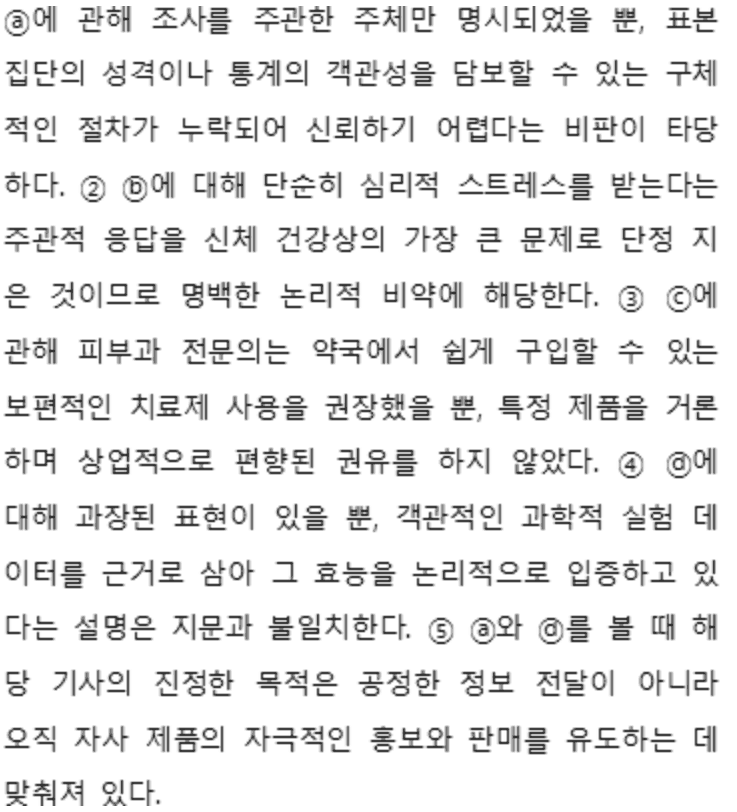 ⓐ에 관해 조사를 주관한 주체만 명시되었을 뿐, 표본
집단의 성격이나 통계의 객관성을 담보할 수 있는 구체
적인 절차가 누락되어 신뢰하기 어렵다는 비판이 타당
하다. ② ⓑ에 대해 단순히 심리적 스트레스를 받는다는
주관적 응답을 신체 건강상의 가장 큰 문제로 단정 지
은 것이므로 명백한 논리적 비약에 해당한다. ③ ⓒ에
관해 피부과 전문의는 약국에서 쉽게 구입할 수 있는
보편적인 치료제 사용을 권장했을 뿐, 특정 제품을 거론
하며 상업적으로 편향된 권유를 하지 않았다. ④ ⓓ에
대해 과장된 표현이 있을 뿐, 객관적인 과학적 실험 데
이터를 근거로 삼아 그 효능을 논리적으로 입증하고 있
다는 설명은 지문과 불일치한다. ⑤ ⓐ와 ⓓ를 볼 때 해
당 기사의 진정한 목적은 공정한 정보 전달이 아니라
오직 자사 제품의 자극적인 홍보와 판매를 유도하는 데
맞춰져 있다.